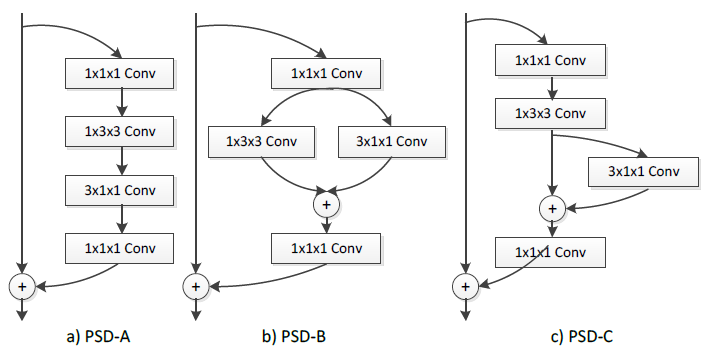 1x1x1 Conv
1x3x3 Conv
3x1x1 Conv
1x1x1 Conv
+
a) PSD-A
1x1x1 Conv
1x3x3 Conv
3x1x1 Conv
+
1x1x1 Conv
+
b) PSD-B
1x1x1 Conv
1x3x3 Conv
3x1x1 Conv
+
1x1x1 Conv
+
c) PSD-C